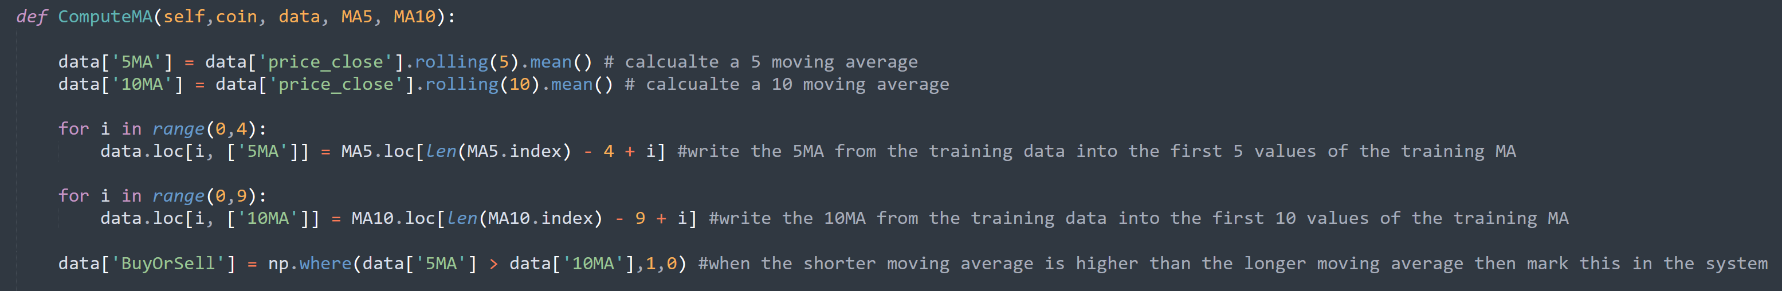 def ComputeMA(self,coin, data, MA5, MA10):
data['5MA'] = data['price_close'].rolling(5).mean() # calcualte a 5 moving average
data['10MA'] = data['price_close'].rolling(10).mean() # calcualte a 10 moving average
for i in range(0,4):
data.loc[i, ['5MA']] = MA5.loc[len(MA5.index) - 4 + i] #write the 5MA from the training data into the first 5 values of the training MA
for i in range(0,9):
data.loc[i, ['10MA']] = MA10.loc[len(MA10.index) - 9 + i] #write the 10MA from the training data into the first 10 values of the training MA
data['BuyOrSell'] = np.where(data['5MA'] > data['10MA'],1,0) #when the shorter moving average is higher than the longer moving average then mark this in the system